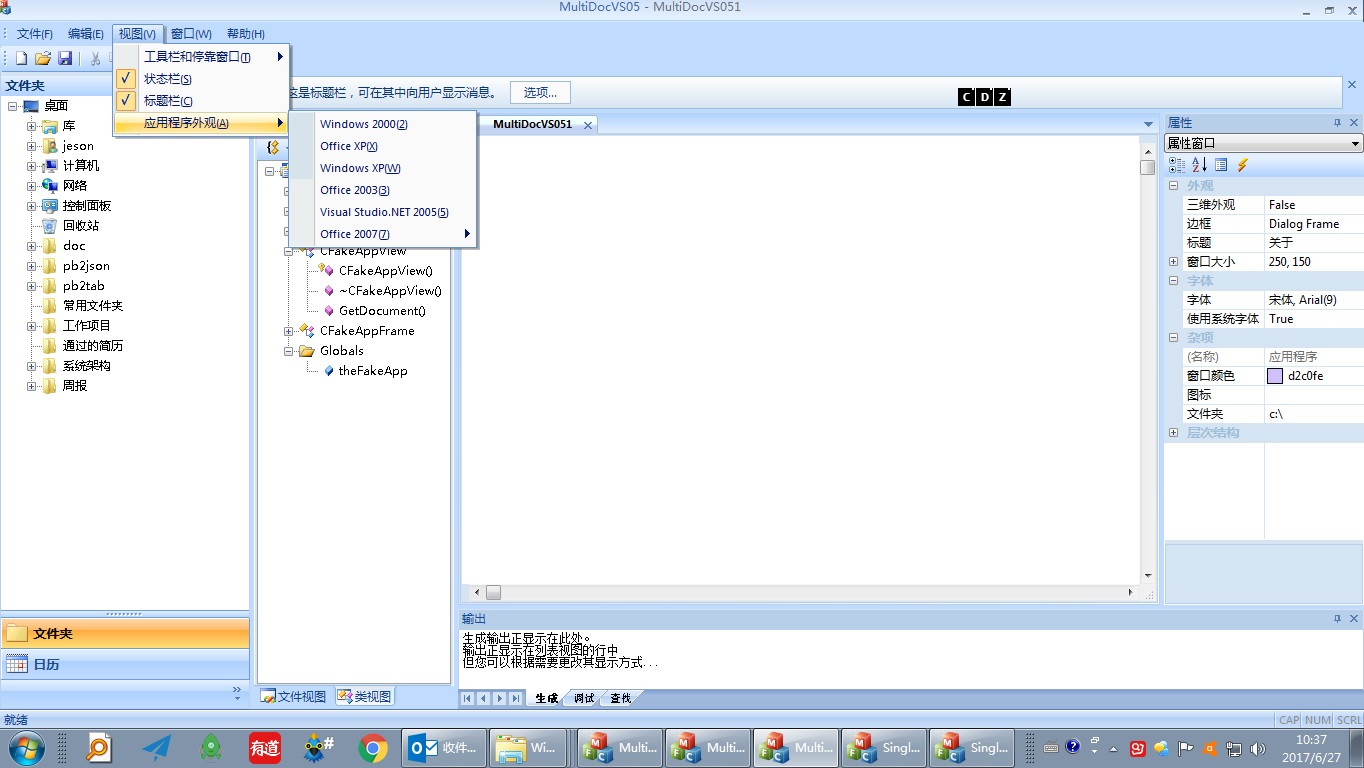 MultiDocVS05 - MultiDocVS051
文件(F) 编辑(E) 视图(V) 窗口(W) 帮助(H)
工具栏和停靠窗口(T)
状态栏(S)
标题栏(C)
应用程序外观(A)
Windows 2000(2)
Office XP(X)
Windows XP(W)
Office 2003(3)
Visual Studio.NET 2005(5)
Office 2007(7)
这是标题栏，可在其中向用户显示消息。 选项...
C D Z
文件夹
桌面
库
jeson
计算机
网络
控制面板
回收站
doc
pb2json
pb2tab
常用文件夹
工作项目
通过的简历
系统架构
周报
文件夹
日历
CFakeAppView
CFakeAppView()
~CFakeAppView()
GetDocument()
CFakeAppFrame
Globals
theFakeApp
文件视图 类视图
MultiDocVS051
属性
属性窗口
外观
三维外观 False
边框 Dialog Frame
标题 关于
窗口大小 250, 150
字体
字体 宋体, Arial(9)
使用系统字体 True
杂项
(名称) 应用程序
窗口颜色 d2c0fe
图标
文件夹 c:\
层次结构
输出
生成输出正显示在此处。
输出正显示在列表视图的行中
但您可以根据需要更改其显示方式...
生成 调试 查找
就绪
CAP NUM SCRL
有道 # 收件... Wi... Multi... Multi... Multi... Singl... Singl...
10:37
2017/6/27